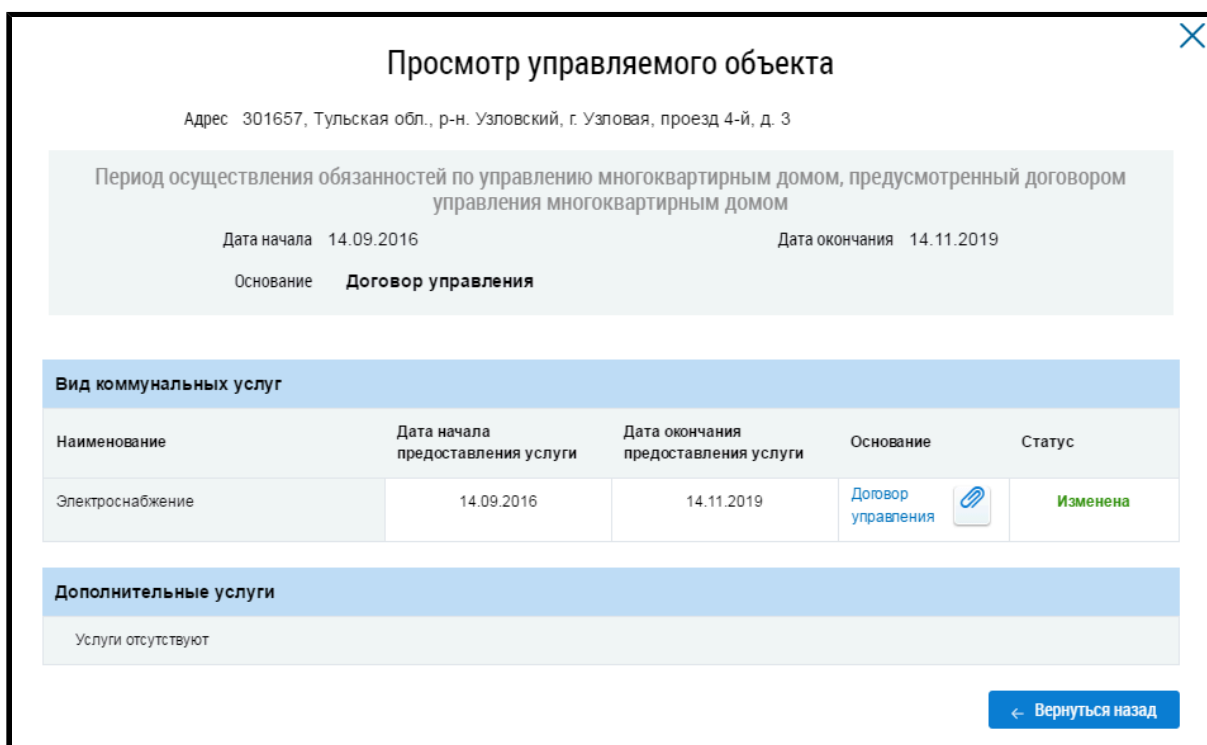 Просмотр управляемого объекта
Адрес 301657, Тульская обл., р-н. Узловский, г. Узловая, проезд 4-й, д. 3
Период осуществления обязанностей по управлению многоквартирным домом, предусмотренный договором
управления многоквартирным домом
Дата начала 14.09.2016 Дата окончания 14.11.2019
Основание Договор управления
Вид коммунальных услуг
Наименование Дата начала предоставления услуги Дата окончания предоставления услуги Основание Статус
Электроснабжение 14.09.2016 14.11.2019 Договор управления Изменена
Дополнительные услуги
Услуги отсутствуют
← Вернуться назад